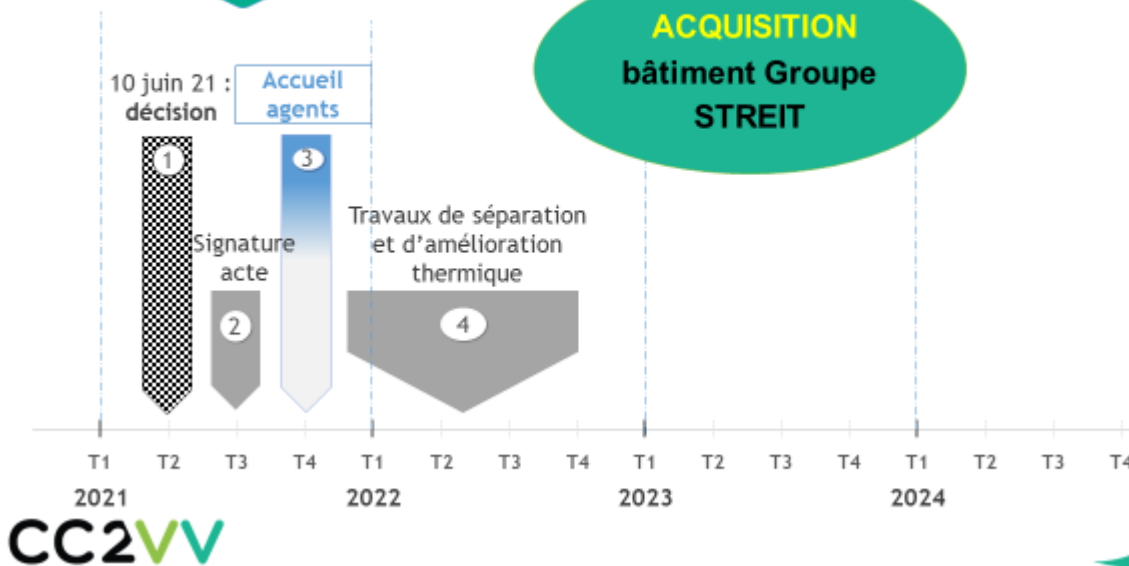 ACQUISITION
bâtiment Groupe
STREIT
10 juin 21 :
décision
Accueil
agents
1
3
Signature
acte
Travaux de séparation
et d'amélioration
thermique
2
4
T1 T2 T3 T4 T1 T2 T3 T4 T1 T2 T3 T4 T1 T2 T3 T4
2021 2022 2023 2024
CC2VV